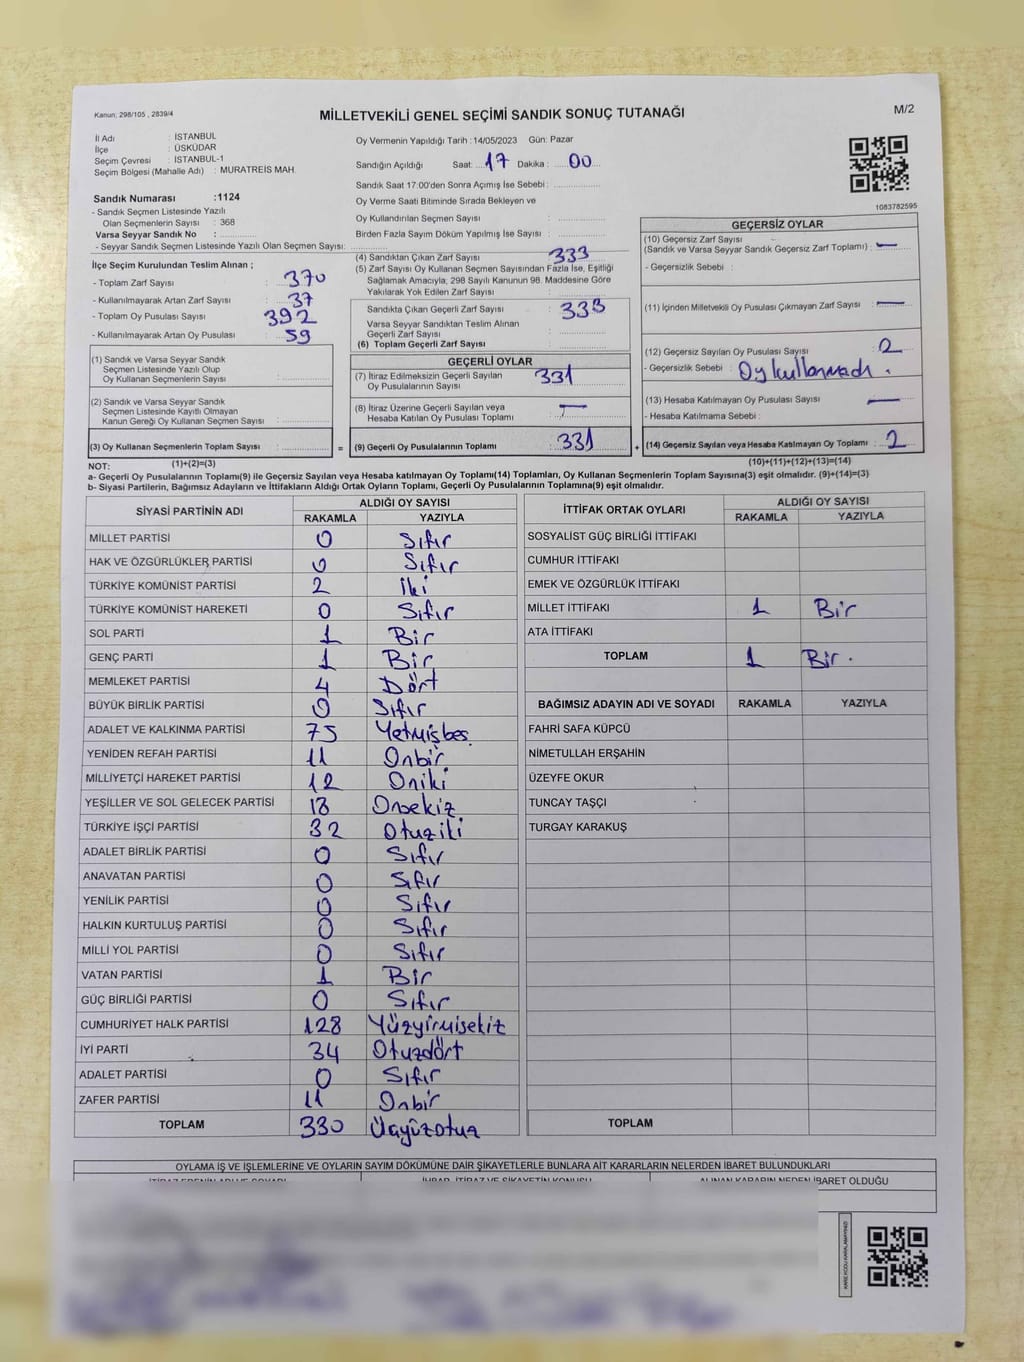 Kanun: 298/105 , 2839/4
MİLLETVEKİLİ GENEL SEÇİMİ SANDIK SONUÇ TUTANAĞI
M/2
İl Adı : İSTANBUL
İlçe : ÜSKÜDAR
Seçim Çevresi : İSTANBUL-1
Seçim Bölgesi (Mahalle Adı) : MURATREİS MAH.
Sandık Numarası :1124
- Sandık Seçmen Listesinde Yazılı
Olan Seçmenlerin Sayısı : 368
Varsa Seyyar Sandık No :
- Seyyar Sandık Seçmen Listesinde Yazılı Olan Seçmen Sayısı:
Oy Vermenin Yapıldığı Tarih : 14/05/2023 Gün: Pazar
Sandığın Açıldığı Saat: 17 Dakika : 00
Sandık Saat 17:00'den Sonra Açımış İse Sebebi :
Oy Verme Saati Bitiminde Sırada Bekleyen ve
Oy Kullandırılan Seçmen Sayısı :
Birden Fazla Sayım Döküm Yapılmış İse Sayısı :
1083782595
İlçe Seçim Kurulundan Teslim Alınan ;
- Toplam Zarf Sayısı : 370
- Kullanılmayarak Artan Zarf Sayısı : 37
- Toplam Oy Pusulası Sayısı : 392
- Kullanılmayarak Artan Oy Pusulası : 59
(4) Sandıktan Çıkan Zarf Sayısı : 333
(5) Zarf Sayısı Oy Kullanan Seçmen Sayısından Fazla İse, Eşitliği
Sağlamak Amacıyla, 298 Sayılı Kanunun 98. Maddesine Göre
Yakılarak Yok Edilen Zarf Sayısı :
Sandıkta Çıkan Geçerli Zarf Sayısı : 333
Varsa Seyyar Sandıktan Teslim Alınan
Geçerli Zarf Sayısı :
(6) Toplam Geçerli Zarf Sayısı :
GEÇERSİZ OYLAR
(10) Geçersiz Zarf Sayısı
(Sandık ve Varsa Seyyar Sandık Geçersiz Zarf Toplamı) : —
- Geçersizlik Sebebi :
(11) İçinden Milletvekili Oy Pusulası Çıkmayan Zarf Sayısı : —
(12) Geçersiz Sayılan Oy Pusulası Sayısı : 2
- Geçersizlik Sebebi : Oy kullanmadı .
(13) Hesaba Katılmayan Oy Pusulası Sayısı : —
- Hesaba Katılmama Sebebi :
(14) Geçersiz Sayılan veya Hesaba Katılmayan Oy Toplamı : 2
(1) Sandık ve Varsa Seyyar Sandık
Seçmen Listesinde Yazılı Olup
Oy Kullanan Seçmenlerin Sayısı :
(2) Sandık ve Varsa Seyyar Sandık
Seçmen Listesinde Kayıtlı Olmayan
Kanun Gereği Oy Kullanan Seçmen Sayısı :
(3) Oy Kullanan Seçmenlerin Toplam Sayısı :
GEÇERLİ OYLAR
(7) İtiraz Edilmeksizin Geçerli Sayılan
Oy Pusulalarının Sayısı : 331
(8) İtiraz Üzerine Geçerli Sayılan veya
Hesaba Katılan Oy Pusulası Toplamı : —
= (9) Geçerli Oy Pusulalarının Toplamı : 331 +
NOT: (1)+(2)=(3) (10)+(11)+(12)+(13)=(14)
a- Geçerli Oy Pusulalarının Toplamı(9) ile Geçersiz Sayılan veya Hesaba katılmayan Oy Toplamı(14) Toplamları, Oy Kullanan Seçmenlerin Toplam Sayısına(3) eşit olmalıdır. (9)+(14)=(3)
b- Siyasi Partilerin, Bağımsız Adayların ve İttifakların Aldığı Ortak Oyların Toplamı, Geçerli Oy Pusulalarının Toplamına(9) eşit olmalıdır.
SİYASİ PARTİNİN ADI ALDIĞI OY SAYISI
RAKAMLA YAZIYLA
MİLLET PARTİSİ 0 Sıfır
HAK VE ÖZGÜRLÜKLER PARTİSİ 0 Sıfır
TÜRKİYE KOMÜNİST PARTİSİ 2 İki
TÜRKİYE KOMÜNİST HAREKETİ 0 Sıfır
SOL PARTİ 1 Bir
GENÇ PARTİ 1 Bir
MEMLEKET PARTİSİ 4 Dört
BÜYÜK BİRLİK PARTİSİ 0 Sıfır
ADALET VE KALKINMA PARTİSİ 75 Yetmişbeş
YENİDEN REFAH PARTİSİ 11 Onbir
MİLLİYETÇİ HAREKET PARTİSİ 12 Oniki
YEŞİLLER VE SOL GELECEK PARTİSİ 18 Onsekiz
TÜRKİYE İŞÇİ PARTİSİ 32 Otuziki
ADALET BİRLİK PARTİSİ 0 Sıfır
ANAVATAN PARTİSİ 0 Sıfır
YENİLİK PARTİSİ 0 Sıfır
HALKIN KURTULUŞ PARTİSİ 0 Sıfır
MİLLİ YOL PARTİSİ 0 Sıfır
VATAN PARTİSİ 1 Bir
GÜÇ BİRLİĞİ PARTİSİ 0 Sıfır
CUMHURİYET HALK PARTİSİ 128 Yüzyirmisekiz
İYİ PARTİ 34 Otuzdört
ADALET PARTİSİ 0 Sıfır
ZAFER PARTİSİ 11 Onbir
TOPLAM 330 Üçyüzotuz
İTTİFAK ORTAK OYLARI ALDIĞI OY SAYISI
RAKAMLA YAZIYLA
SOSYALİST GÜÇ BİRLİĞİ İTTİFAKI
CUMHUR İTTİFAKI
EMEK VE ÖZGÜRLÜK İTTİFAKI
MİLLET İTTİFAKI 1 Bir
ATA İTTİFAKI
TOPLAM 1 Bir .
BAĞIMSIZ ADAYIN ADI VE SOYADI RAKAMLA YAZIYLA
FAHRİ SAFA KÜPCÜ
NİMETULLAH ERŞAHİN
ÜZEYFE OKUR
TUNCAY TAŞÇI
TURGAY KARAKUŞ
TOPLAM
OYLAMA İŞ VE İŞLEMLERİNE VE OYLARIN SAYIM DÖKÜMÜNE DAİR ŞİKAYETLERLE BUNLARA AİT KARARLARIN NELERDEN İBARET BULUNDUKLARI
İTİRAZ EDENİN ADI VE SOYADI İHBAR, İTİRAZ VE ŞİKAYETİN KONUSU ALINAN KARARIN NEDEN İBARET OLDUĞU
KARE KODU KARALAMAYINIZ!